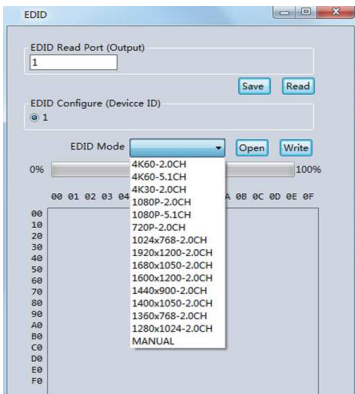 EDID
EDID Read Port (Output)
1
Save Read
EDID Configure (Devicce ID)
1
EDID Mode Open Write
0% 100%
4K60-2.0CH
4K60-5.1CH
4K30-2.0CH
1080P-2.0CH
1080P-5.1CH
720P-2.0CH
1024x768-2.0CH
1920x1200-2.0CH
1680x1050-2.0CH
1600x1200-2.0CH
1440x900-2.0CH
1400x1050-2.0CH
1360x768-2.0CH
1280x1024-2.0CH
MANUAL
00 01 02 03 04 A 0B 0C 0D 0E 0F
00
10
20
30
40
50
60
70
80
90
A0
B0
C0
D0
E0
F0